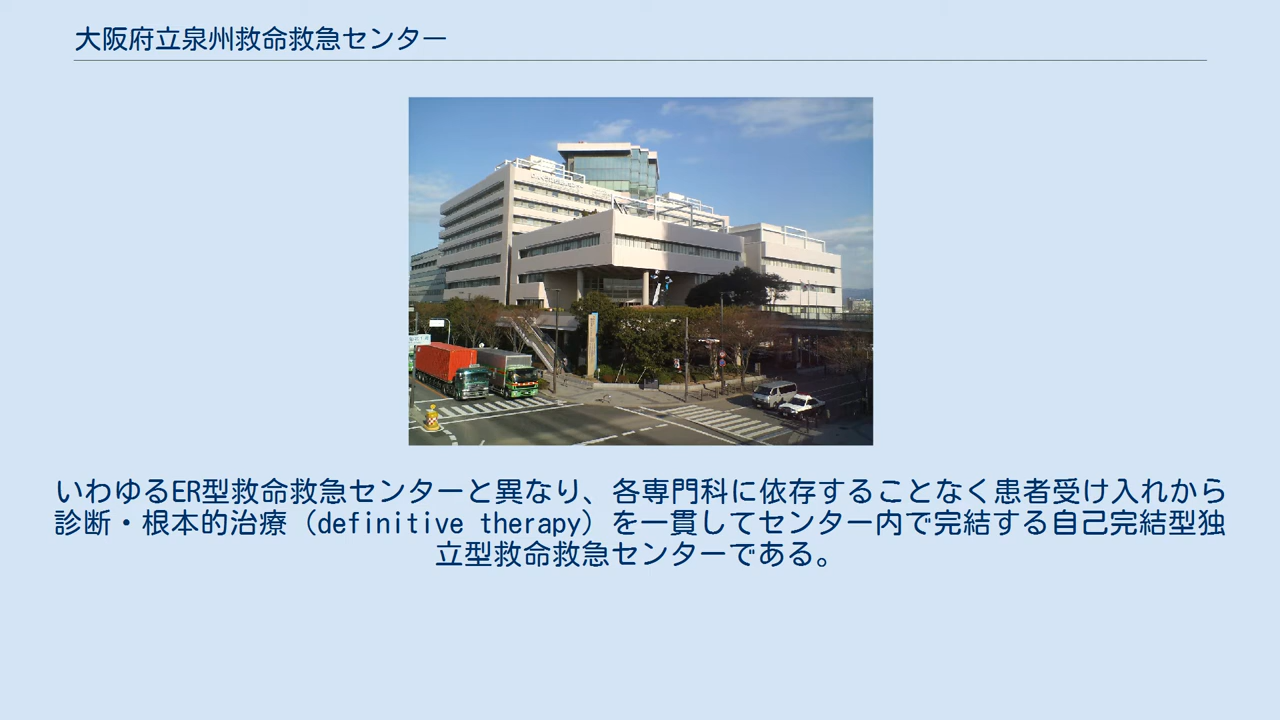 大阪府立泉州救命救急センター
いわゆるER型救命救急センターと異なり、各専門科に依存することなく患者受け入れから
診断・根本的治療（definitive therapy）を一貫してセンター内で完結する自己完結型独
立型救命救急センターである。